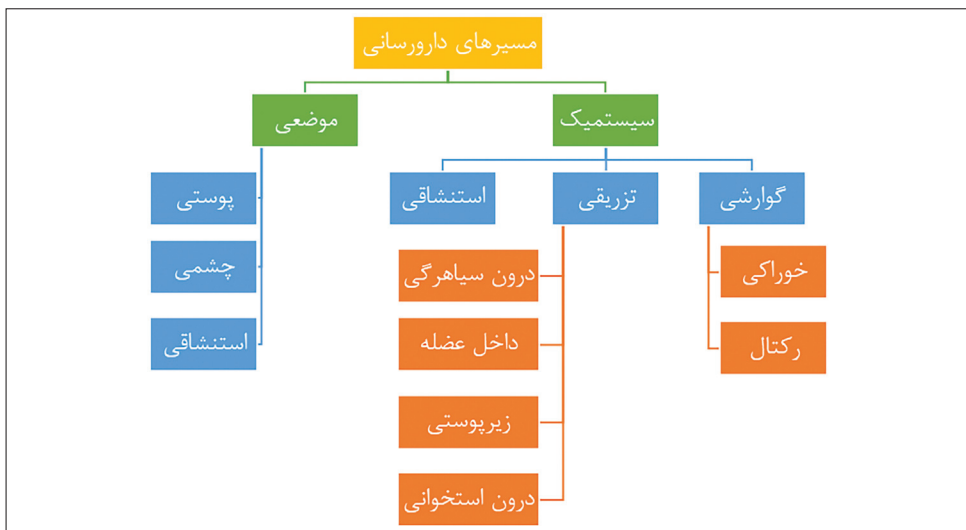 مسیرهای دارورسانی
سیستمیک
موضعی
گوارشی
تزریقی
استنشاقی
پوستی
خوراکی
درون سیاهرگی
چشمی
رکتال
داخل عضله
استنشاقی
زیرپوستی
درون استخوانی